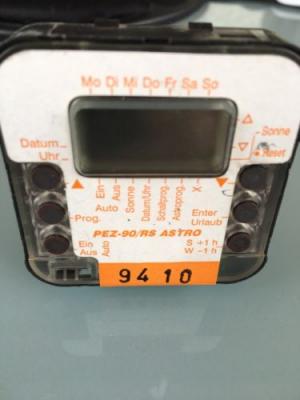 Mo Di Mi Do Fr Sa So
△
Sonne
Datum
Uhr
▽
Reset
▲
Ein
Aus
Auto
Sonne
Datum/Uhr
Schaltprog.
Astroprog.
X
▼
Prog.
Enter
Urlaub
PEZ-90/RS ASTRO
Ein
Aus
Auto
S +1 h
W -1 h
9410